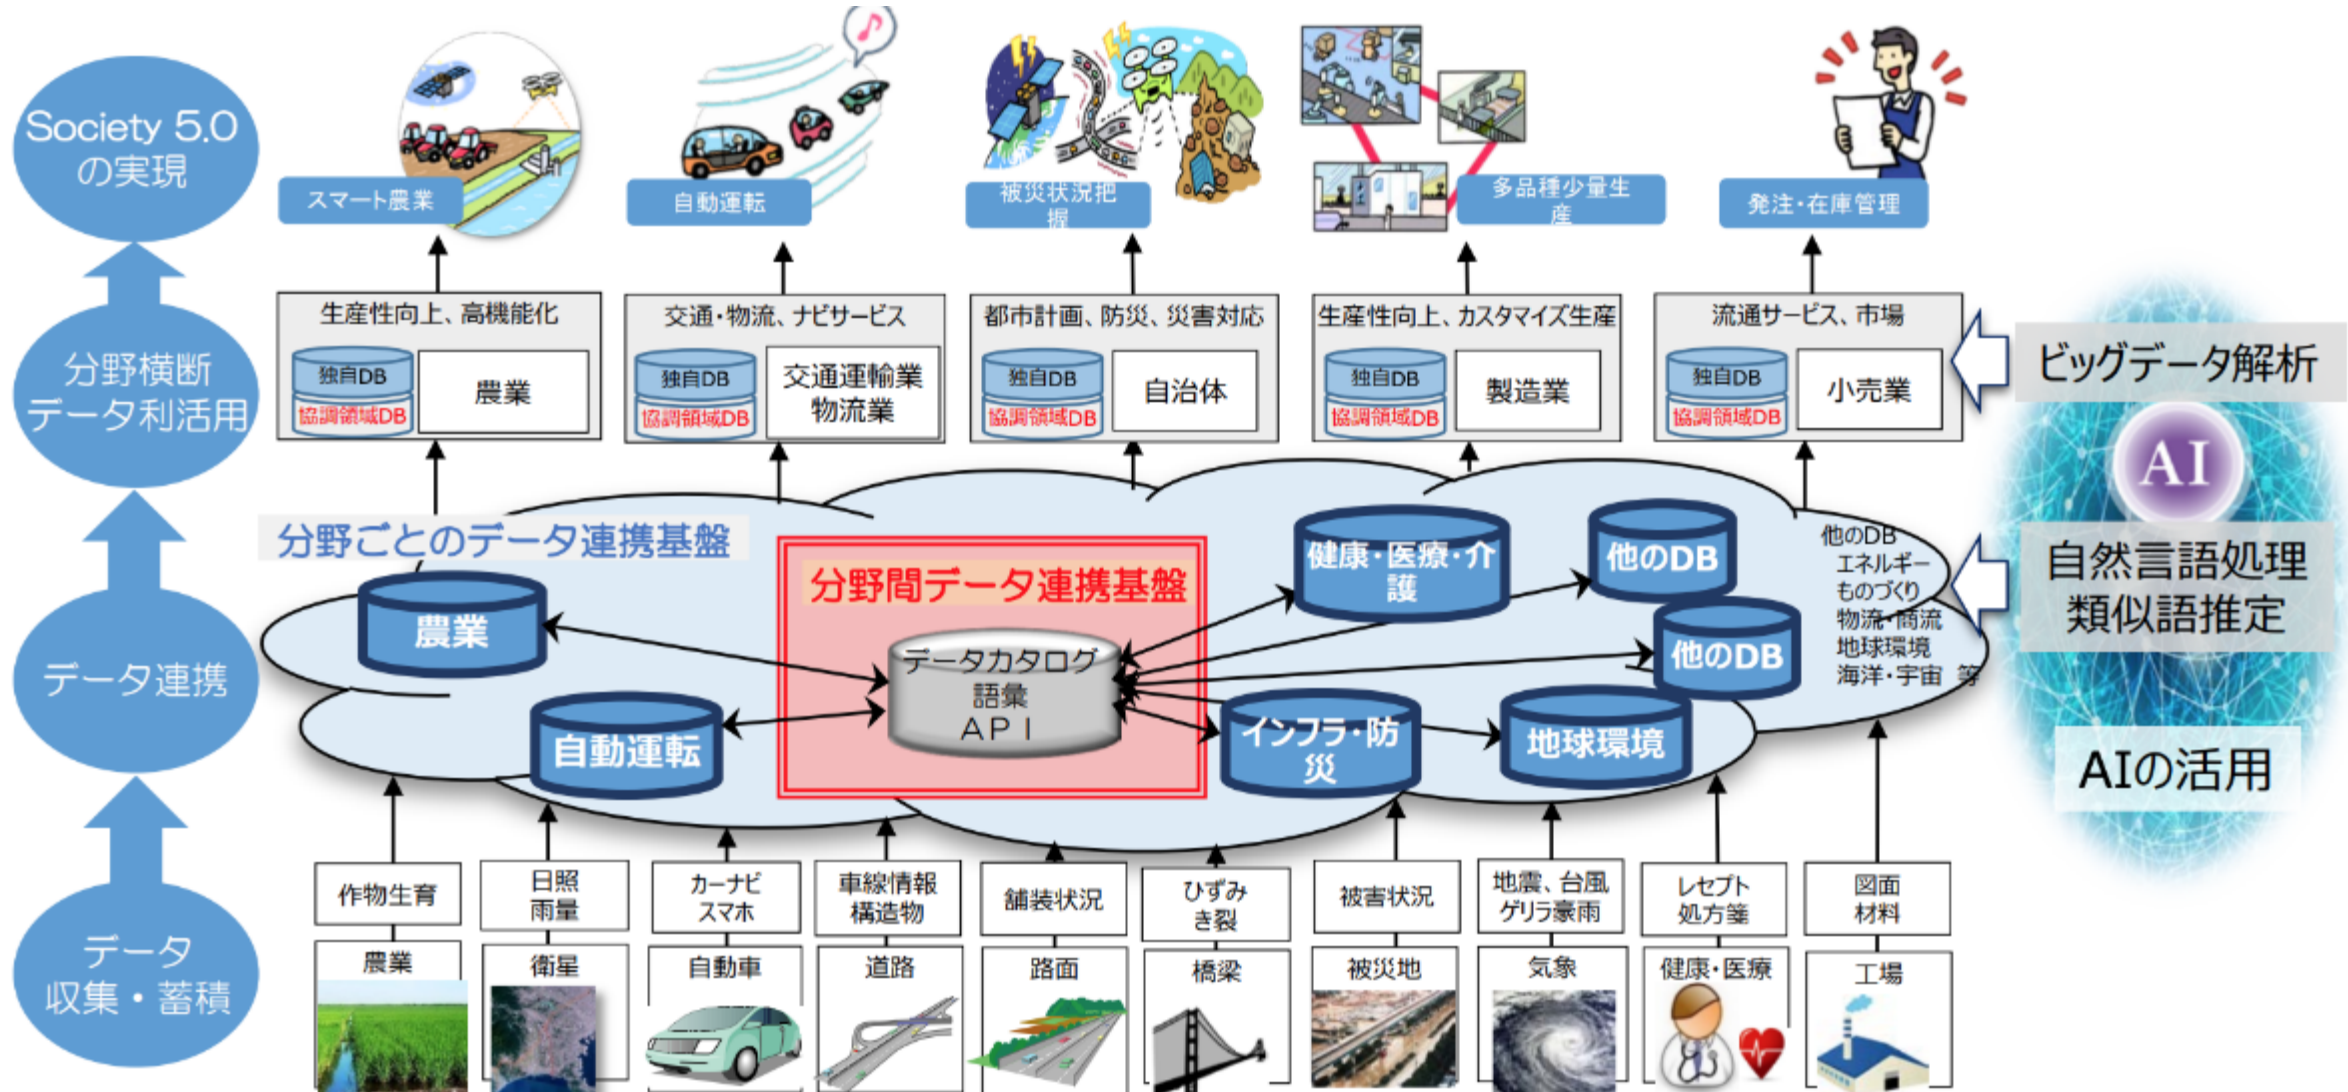 Society 5.0
の実現
スマート農業
自動運転
被災状況把
握
多品種少量生
産
発注・在庫管理
分野横断
データ利活用
生産性向上、高機能化
独自DB
協調領域DB
農業
交通・物流、ナビサービス
独自DB
協調領域DB
交通運輸業
物流業
都市計画、防災、災害対応
独自DB
協調領域DB
自治体
生産性向上、カスタマイズ生産
独自DB
協調領域DB
製造業
流通サービス、市場
独自DB
協調領域DB
小売業
ビッグデータ解析
AI
自然言語処理
類似語推定
AIの活用
データ連携
分野ごとのデータ連携基盤
農業
自動運転
分野間データ連携基盤
データカタログ
語彙
API
健康・医療・介
護
他のDB
他のDB
インフラ・防
災
地球環境
他のDB
エネルギー
ものづくり
物流・商流
地球環境
海洋・宇宙 等
データ
収集・蓄積
作物生育
農業
日照
雨量
衛星
カーナビ
スマホ
自動車
車線情報
構造物
道路
舗装状況
路面
ひずみ
き裂
橋梁
被害状況
被災地
地震、台風
ゲリラ豪雨
気象
レセプト
処方箋
健康・医療
図面
材料
工場